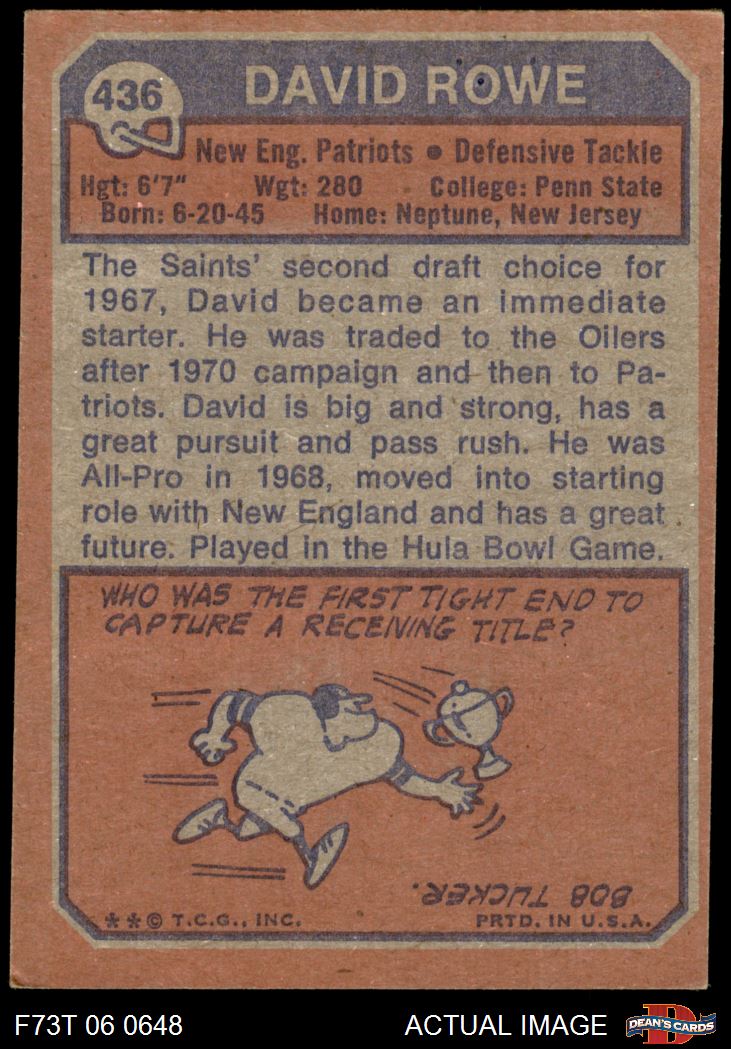 436
DAVID ROWE
New Eng. Patriots • Defensive Tackle
Hgt: 6'7" Wgt: 280 College: Penn State
Born: 6-20-45 Home: Neptune, New Jersey
The Saints' second draft choice for
1967, David became an immediate
starter. He was traded to the Oilers
after 1970 campaign and then to Pa-
triots. David is big and strong, has a
great pursuit and pass rush. He was
All-Pro in 1968, moved into starting
role with New England and has a great
future. Played in the Hula Bowl Game.
WHO WAS THE FIRST TIGHT END TO
CAPTURE A RECEIVING TITLE?
BOB TUCKER.
**© T.C.G., INC. PRTD. IN U.S.A.
F73T 06 0648 ACTUAL IMAGE
D
DEAN'S CARDS